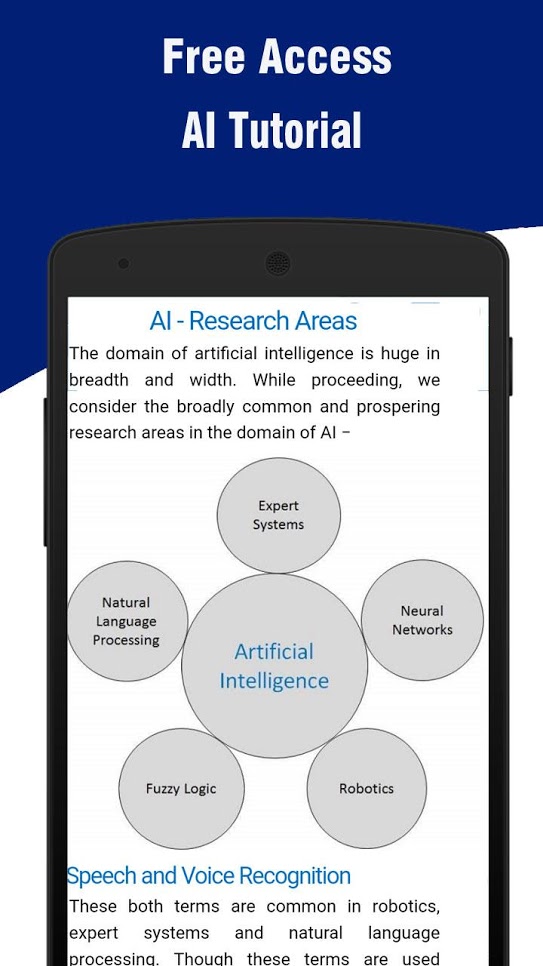 Free Access
AI Tutorial
AI - Research Areas
The domain of artificial intelligence is huge in
breadth and width. While proceeding, we
consider the broadly common and prospering
research areas in the domain of AI −
Expert
Systems
Natural
Language
Processing
Neural
Networks
Artificial
Intelligence
Fuzzy Logic
Robotics
Speech and Voice Recognition
These both terms are common in robotics,
expert systems and natural language
processing. Though these terms are used